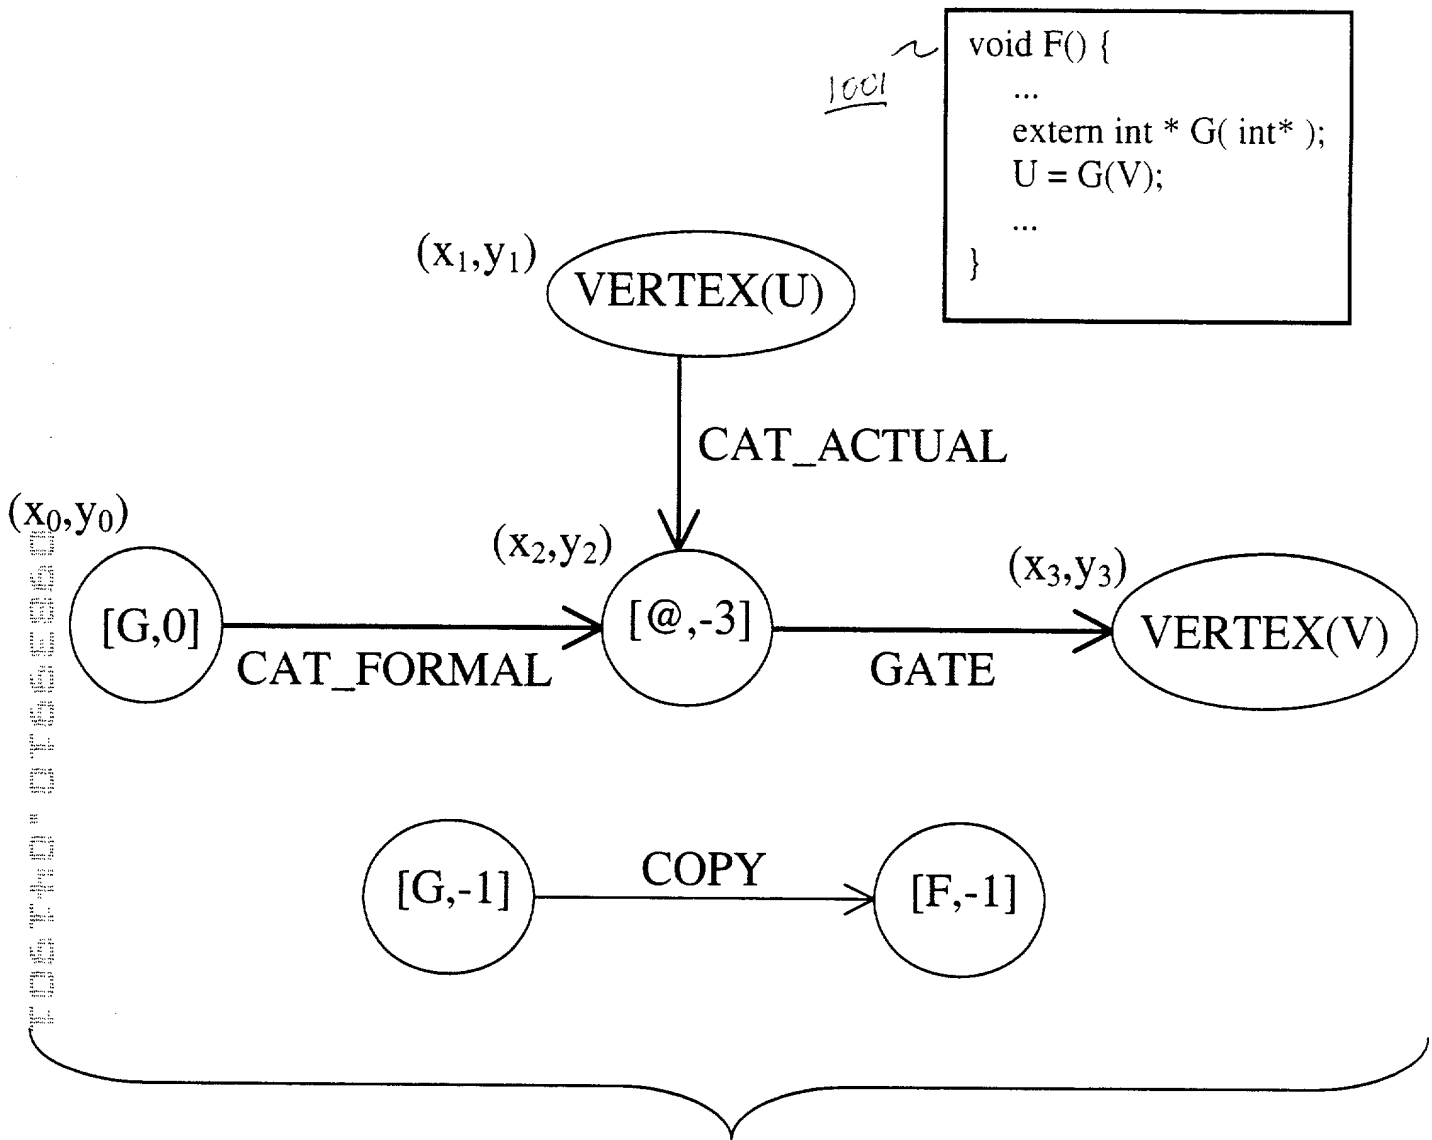 void F() {
...
extern int * G( int* );
U = G(V);
...
}
1001
(x₁,y₁)
VERTEX(U)
CAT_ACTUAL
(x₀,y₀)
(x₂,y₂)
(x₃,y₃)
[G,0]
[@,-3]
VERTEX(V)
CAT_FORMAL
GATE
[G,-1]
COPY
[F,-1]